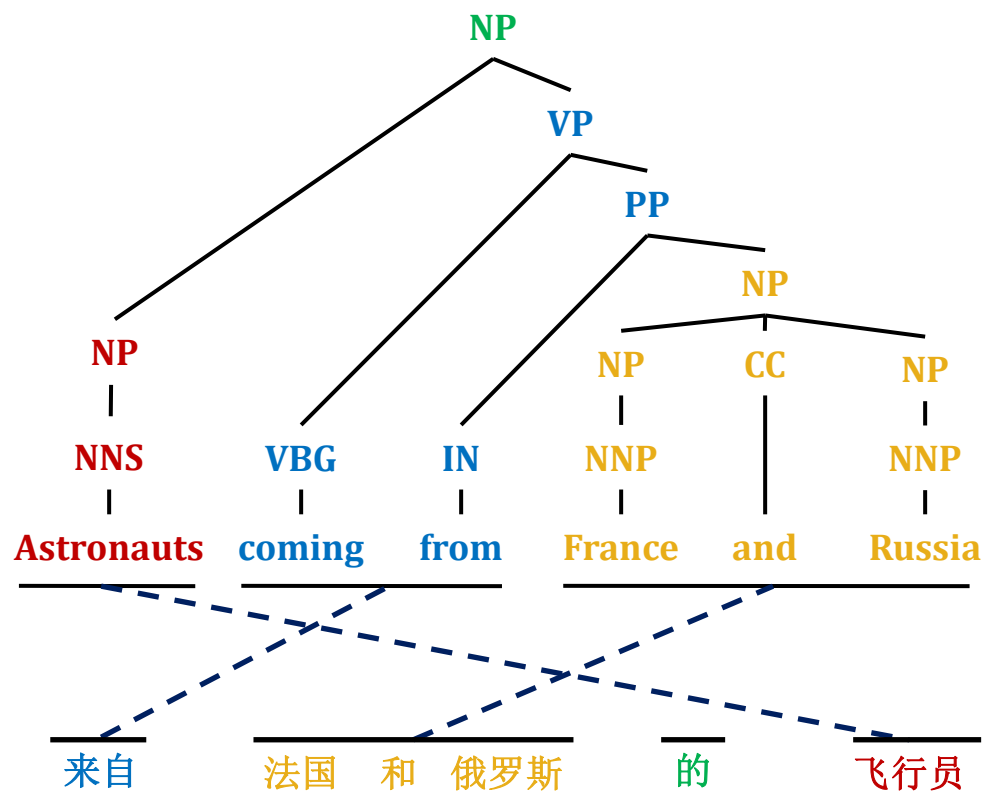 NP
VP
PP
NP
NP NP CC NP
NNS VBG IN NNP NNP
Astronauts coming from France and Russia
来自 法国 和 俄罗斯 的 飞行员